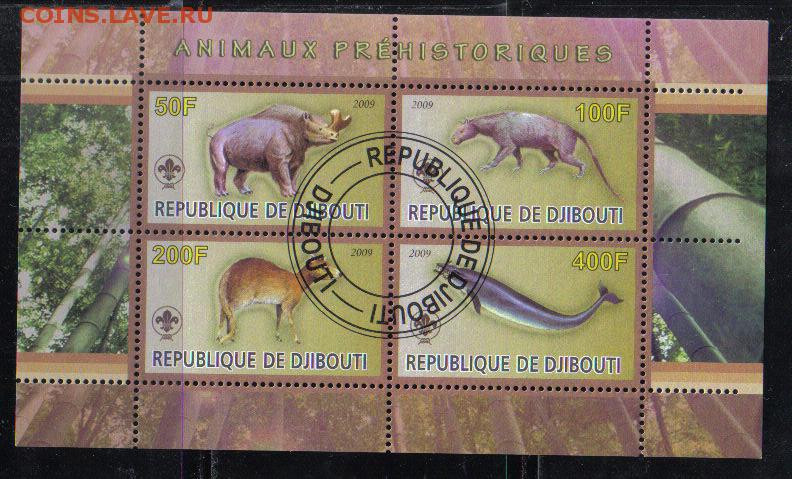 COINS.LAVE.RU
ANIMAUX PRÉHISTORIQUES
50F 2009
REPUBLIQUE DE DJIBOUTI
2009 100F
REPUBLIQUE DE DJIBOUTI
200F 2009
REPUBLIQUE DE DJIBOUTI
2009 400F
REPUBLIQUE DE DJIBOUTI
REPUBLIQUE DE DJIBOUTI — DJIBOUTI —